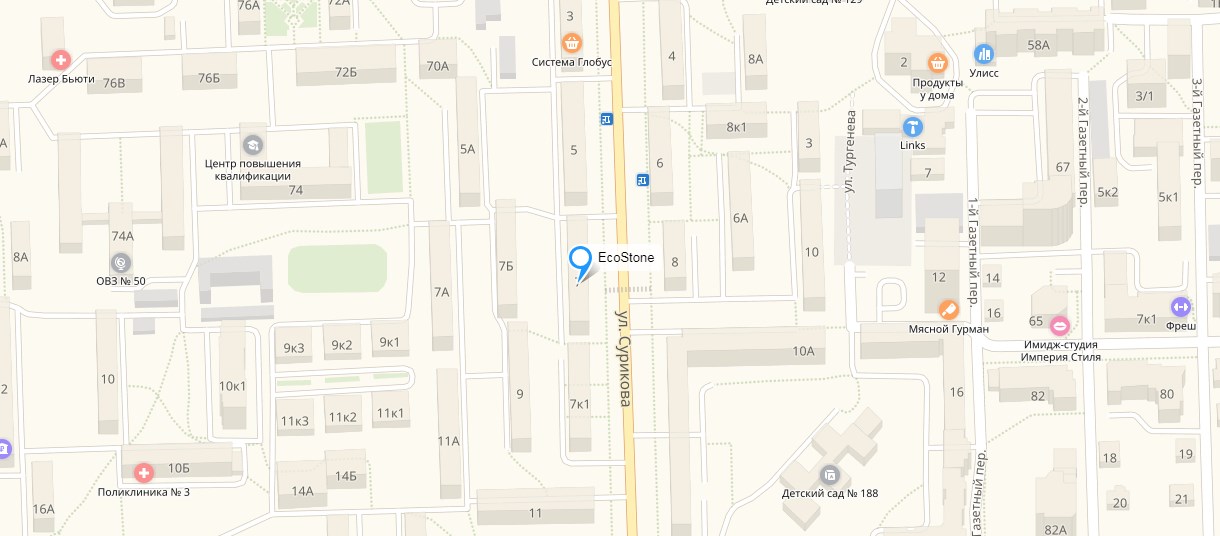 76А
72А
3
Детский сад № 129
Система Глобус
4
8А
2
58А
Улисс
Продукты
у дома
Лазер Бьюти
76В
76Б
72Б
70А
3/1
3-й Газетный пер.
2-й Газетный пер.
ул. Тургенева
Links
Центр повышения
квалификации
74
5А
5
6
8к1
3
7
67
5к2
5к1
1-й Газетный пер.
74А
ОВЗ № 50
8А
7Б
7А
EcoStone
8
6А
10
12
14
16
Мясной Гурман
65
Имидж-студия
Империя Стиля
7к1
Фреш
ул. Сурикова
9к3
9к2
9к1
10А
10
10к1
2
9
7к1
16
82
80
11к3
11к2
11к1
11А
10Б
Поликлиника № 3
14А
14Б
16А
11
Детский сад № 188
Газетный пер.
18
19
20
21
82А